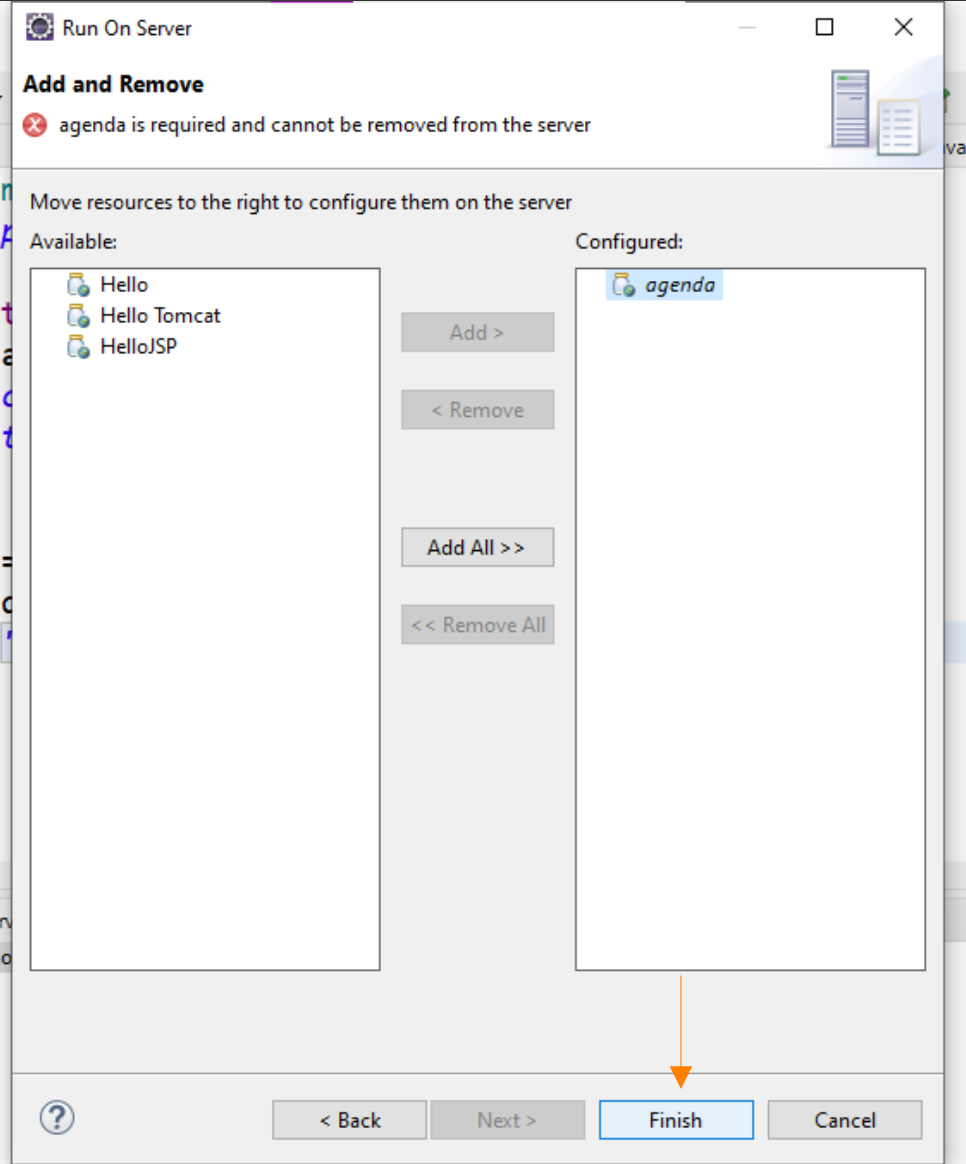 Run On Server
Add and Remove
agenda is required and cannot be removed from the server
Move resources to the right to configure them on the server
Available:
Configured:
Hello
Hello Tomcat
HelloJSP
agenda
Add >
< Remove
Add All >>
<< Remove All
< Back
Next >
Finish
Cancel